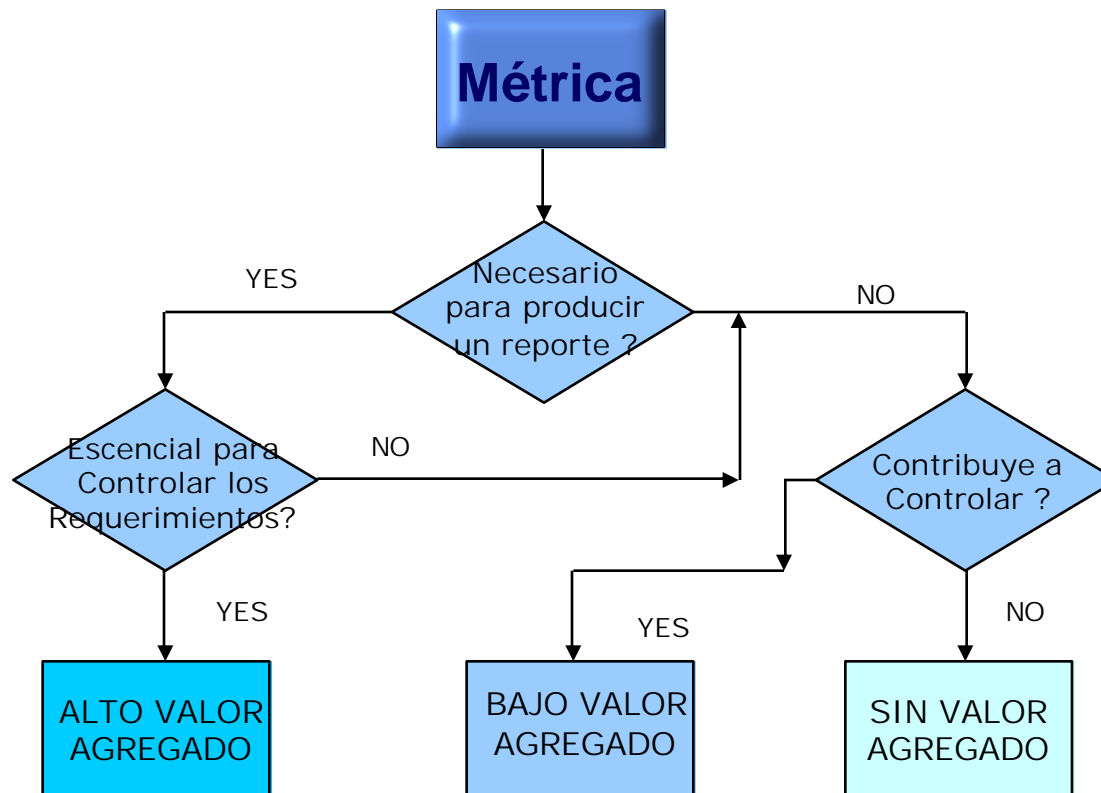 Métrica
YES
Necesario
para producir
un reporte ?
NO
Escencial para
Controlar los
Requerimientos?
NO
Contribuye a
Controlar ?
YES
YES
NO
ALTO VALOR
AGREGADO
BAJO VALOR
AGREGADO
SIN VALOR
AGREGADO